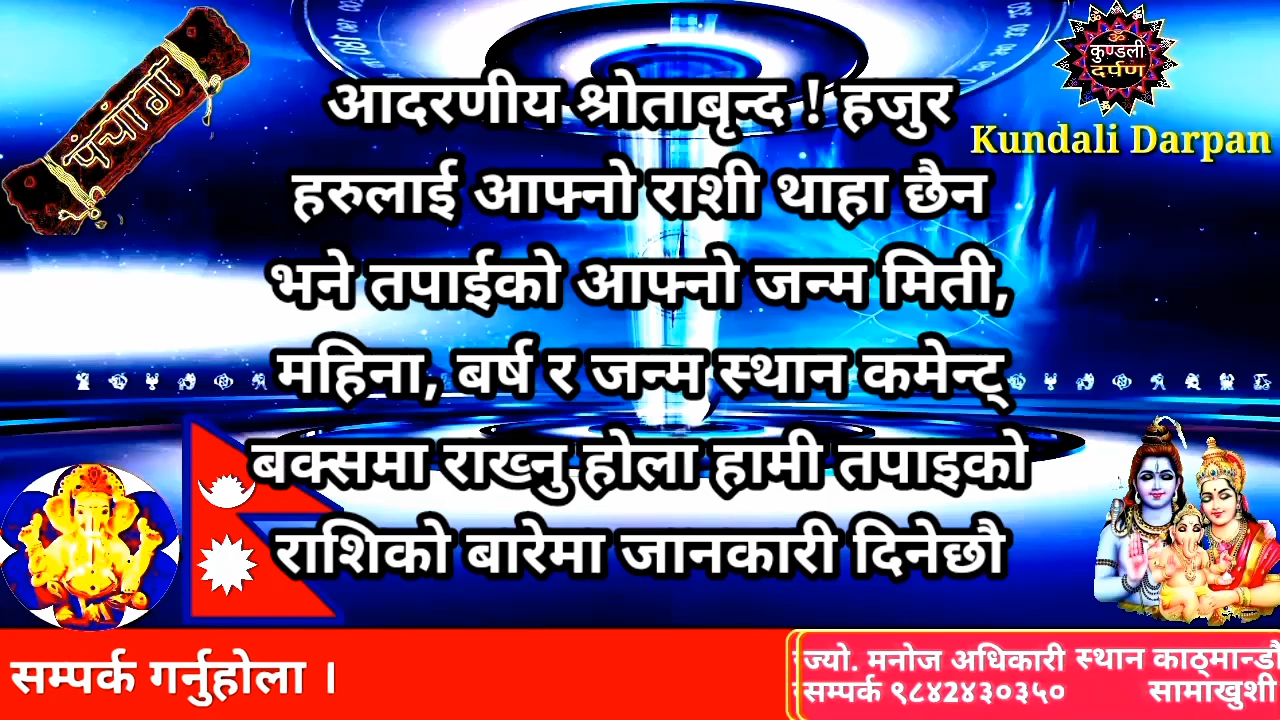 पंचांग
कुण्डली
दर्पण
Kundali Darpan
आदरणीय श्रोताबृन्द ! हजुर
हरुलाई आफ्नो राशी थाहा छैन
भने तपाईको आफ्नो जन्म मिती,
महिना, बर्ष र जन्म स्थान कमेन्ट्
बक्समा राख्नु होला हामी तपाइको
राशिको बारेमा जानकारी दिनेछौ
सम्पर्क गर्नुहोला ।
ज्यो. मनोज अधिकारी स्थान काठ्मान्डौ
सम्पर्क ९८४२४३०३५० सामाखुशी